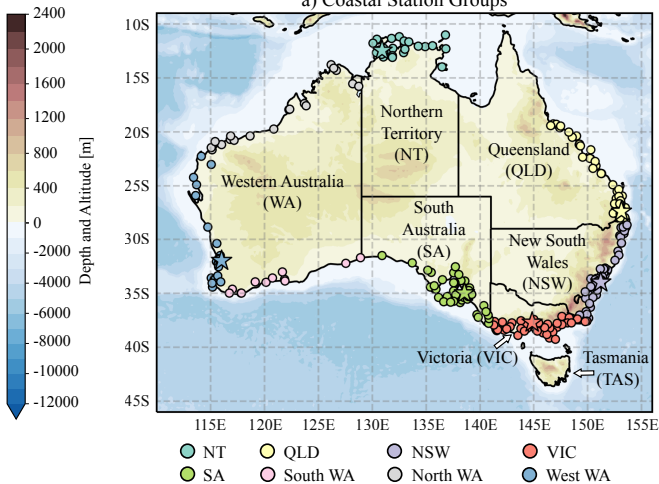 a) Coastal Station Groups
2400
2000
1600
1200
800
400
0
-2000
-4000
-6000
-8000
-10000
-12000
Depth and Altitude [m]
10S
15S
20S
25S
30S
35S
40S
45S
Northern
Territory
(NT)
Queensland
(QLD)
Western Australia
(WA)
South
Australia
(SA)
New South
Wales
(NSW)
Victoria (VIC)
Tasmania
(TAS)
115E 120E 125E 130E 135E 140E 145E 150E 155E
NT QLD NSW VIC
SA South WA North WA West WA